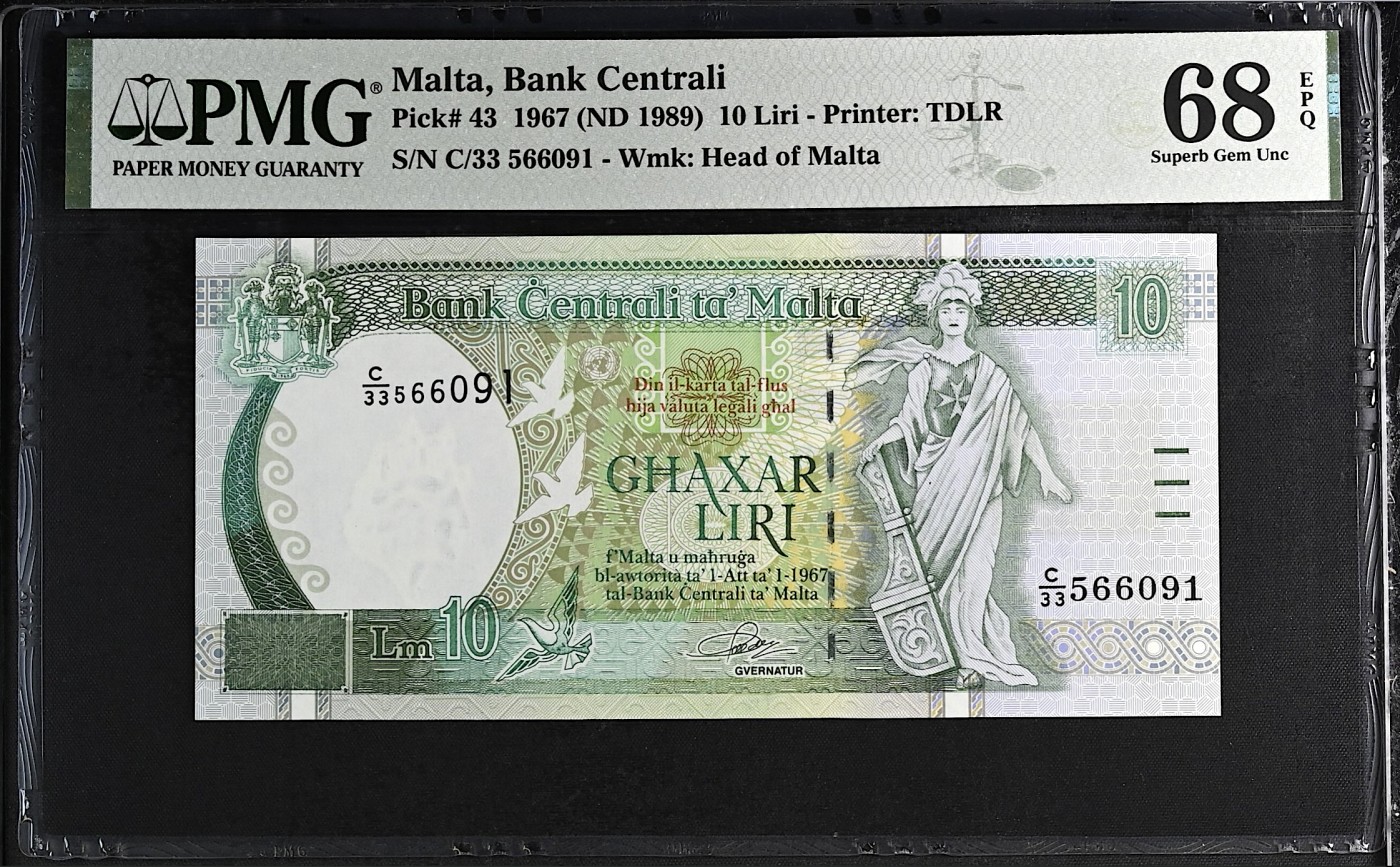 PMG®
PAPER MONEY GUARANTY
Malta, Bank Centrali
Pick# 43 1967 (ND 1989) 10 Liri - Printer: TDLR
S/N C/33 566091 - Wmk: Head of Malta
68
Superb Gem Unc
EPQ
Bank Ċentrali ta' Malta
10
C/33 566091
Din il-karta tal-flus
hija valuta legali għal
GĦAXAR
LIRI
f'Malta u maħruġa
bl-awtorita ta' l-Att ta' l-1967
tal-Bank Ċentrali ta' Malta
C/33 566091
Lm 10
GVERNATUR
PMG